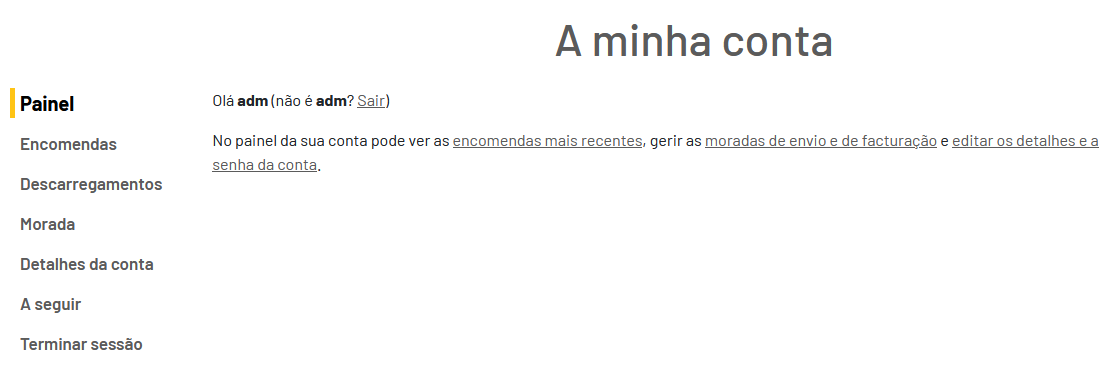 A minha conta
Painel
Encomendas
Descarregamentos
Morada
Detalhes da conta
A seguir
Terminar sessão
Olá adm (não é adm? Sair)
No painel da sua conta pode ver as encomendas mais recentes, gerir as moradas de envio e de facturação e editar os detalhes e a
senha da conta.